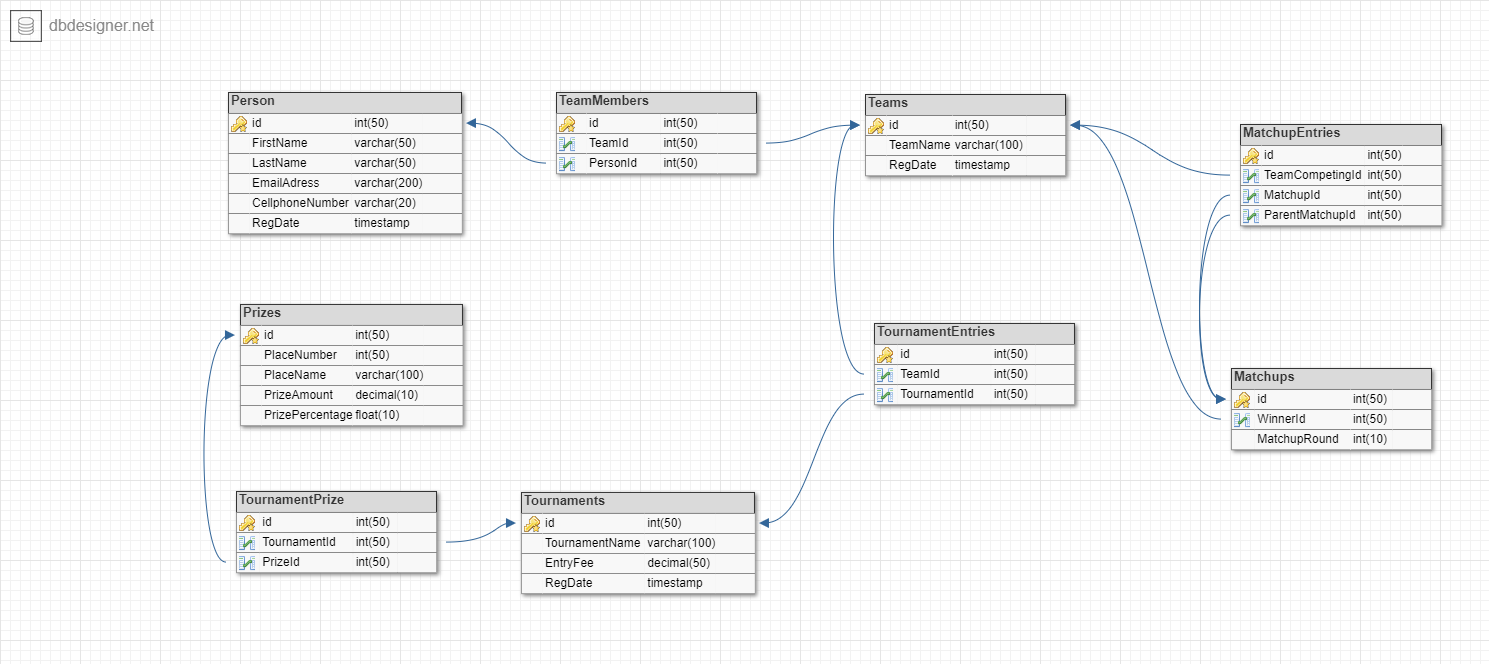 dbdesigner.net
Person
id int(50)
FirstName varchar(50)
LastName varchar(50)
EmailAdress varchar(200)
CellphoneNumber varchar(20)
RegDate timestamp
TeamMembers
id int(50)
TeamId int(50)
PersonId int(50)
Teams
id int(50)
TeamName varchar(100)
RegDate timestamp
MatchupEntries
id int(50)
TeamCompetingId int(50)
MatchupId int(50)
ParentMatchupId int(50)
Prizes
id int(50)
PlaceNumber int(50)
PlaceName varchar(100)
PrizeAmount decimal(10)
PrizePercentage float(10)
TournamentEntries
id int(50)
TeamId int(50)
TournamentId int(50)
Matchups
id int(50)
WinnerId int(50)
MatchupRound int(10)
TournamentPrize
id int(50)
TournamentId int(50)
PrizeId int(50)
Tournaments
id int(50)
TournamentName varchar(100)
EntryFee decimal(50)
RegDate timestamp